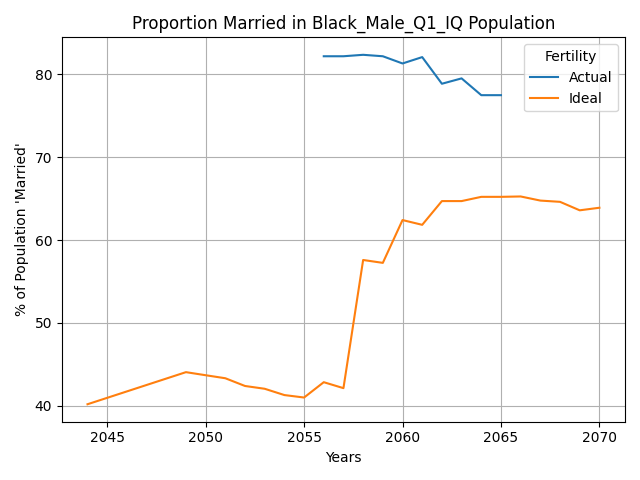 Proportion Married in Black_Male_Q1_IQ Population
% of Population 'Married'
80
70
60
50
40
Fertility
Actual
Ideal
2045
2050
2055
2060
2065
2070
Years